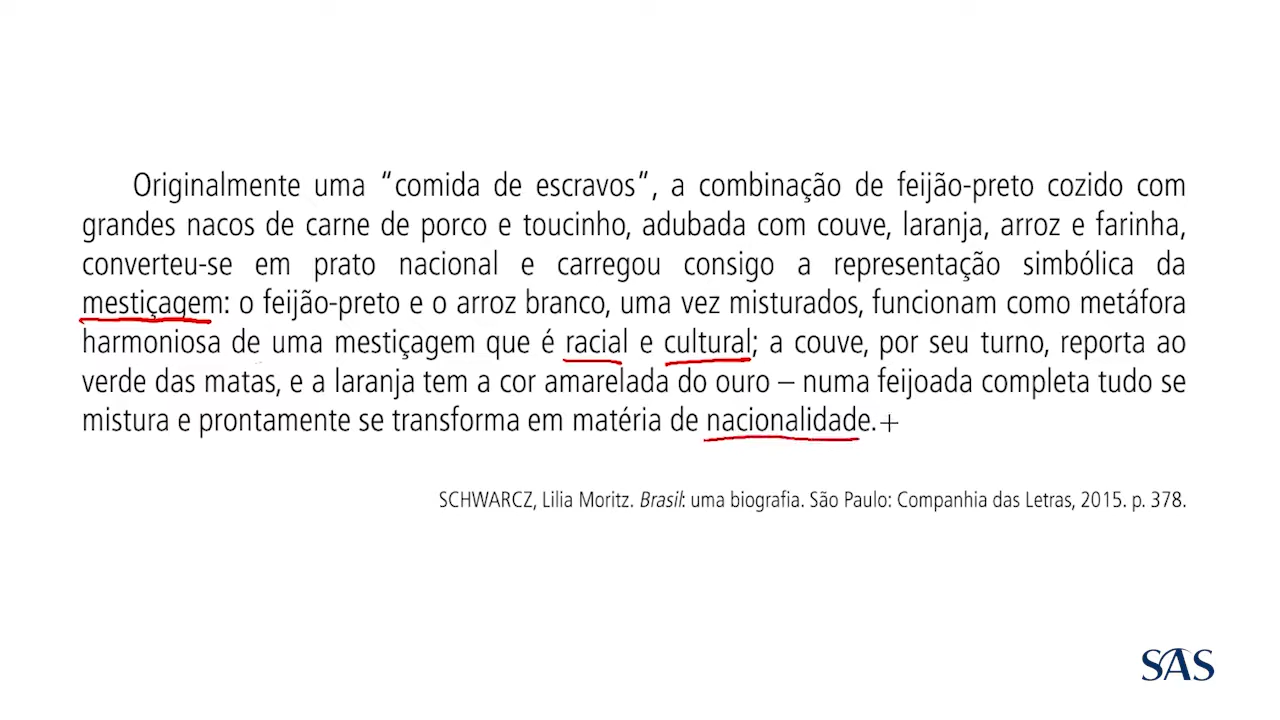 Originalmente uma “comida de escravos”, a combinação de feijão-preto cozido com
grandes nacos de carne de porco e toucinho, adubada com couve, laranja, arroz e farinha,
converteu-se em prato nacional e carregou consigo a representação simbólica da
mestiçagem: o feijão-preto e o arroz branco, uma vez misturados, funcionam como metáfora
harmoniosa de uma mestiçagem que é racial e cultural; a couve, por seu turno, reporta ao
verde das matas, e a laranja tem a cor amarelada do ouro – numa feijoada completa tudo se
mistura e prontamente se transforma em matéria de nacionalidade.+
SCHWARCZ, Lilia Moritz. Brasil: uma biografia. São Paulo: Companhia das Letras, 2015. p. 378.
SAS